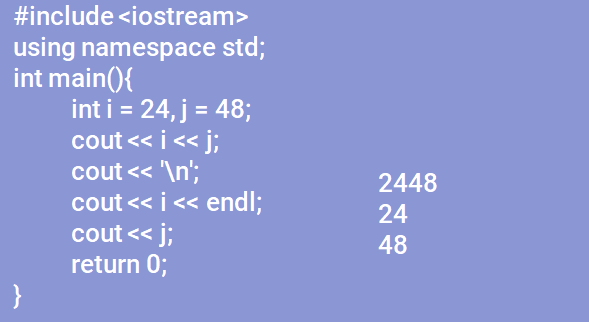 #include <iostream>
using namespace std;
int main(){
int i = 24, j = 48;
cout << i << j;
cout << '\n';
cout << i << endl;
cout << j;
return 0;
}
2448
24
48